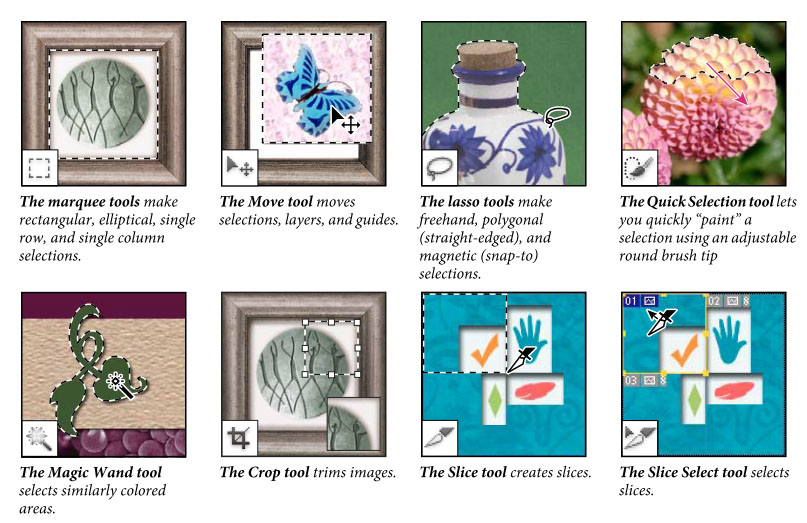 The marquee tools make
rectangular, elliptical, single
row, and single column
selections.
The Move tool moves
selections, layers, and guides.
The lasso tools make
freehand, polygonal
(straight-edged), and
magnetic (snap-to)
selections.
The Quick Selection tool lets
you quickly “paint” a
selection using an adjustable
round brush tip
The Magic Wand tool
selects similarly colored
areas.
The Crop tool trims images.
The Slice tool creates slices.
01
02
03
The Slice Select tool selects
slices.